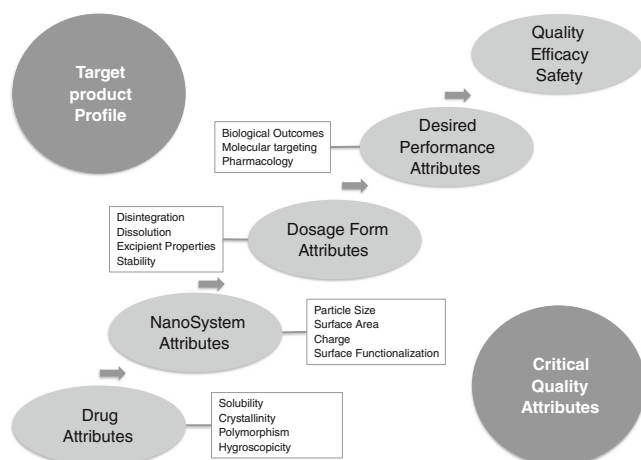 Target
product
Profile
Quality
Efficacy
Safety
Biological Outcomes
Molecular targeting
Pharmacology
Desired
Performance
Attributes
Disintegration
Dissolution
Excipient Properties
Stability
Dosage Form
Attributes
NanoSystem
Attributes
Particle Size
Surface Area
Charge
Surface Functionalization
Critical
Quality
Attributes
Drug
Attributes
Solubility
Crystallinity
Polymorphism
Hygroscopicity